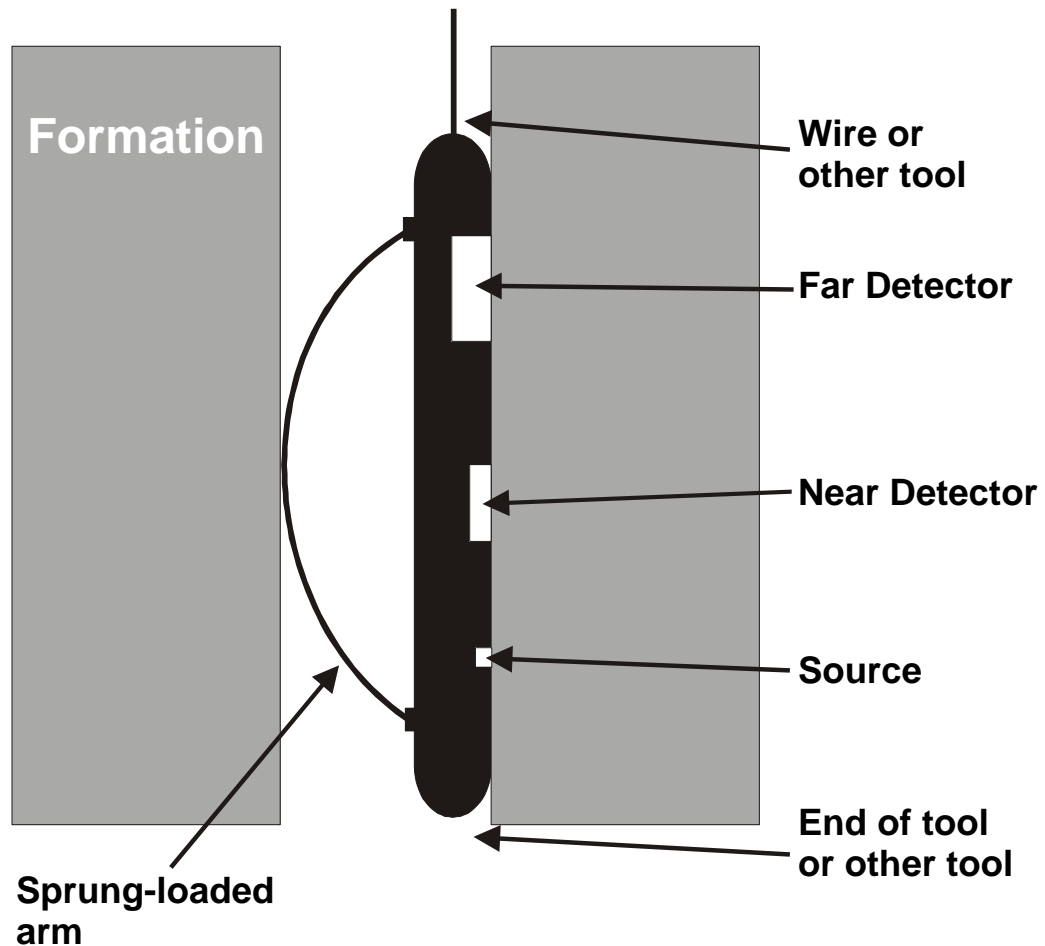 Formation
Wire or
other tool
Far Detector
Near Detector
Source
End of tool
or other tool
Sprung-loaded
arm